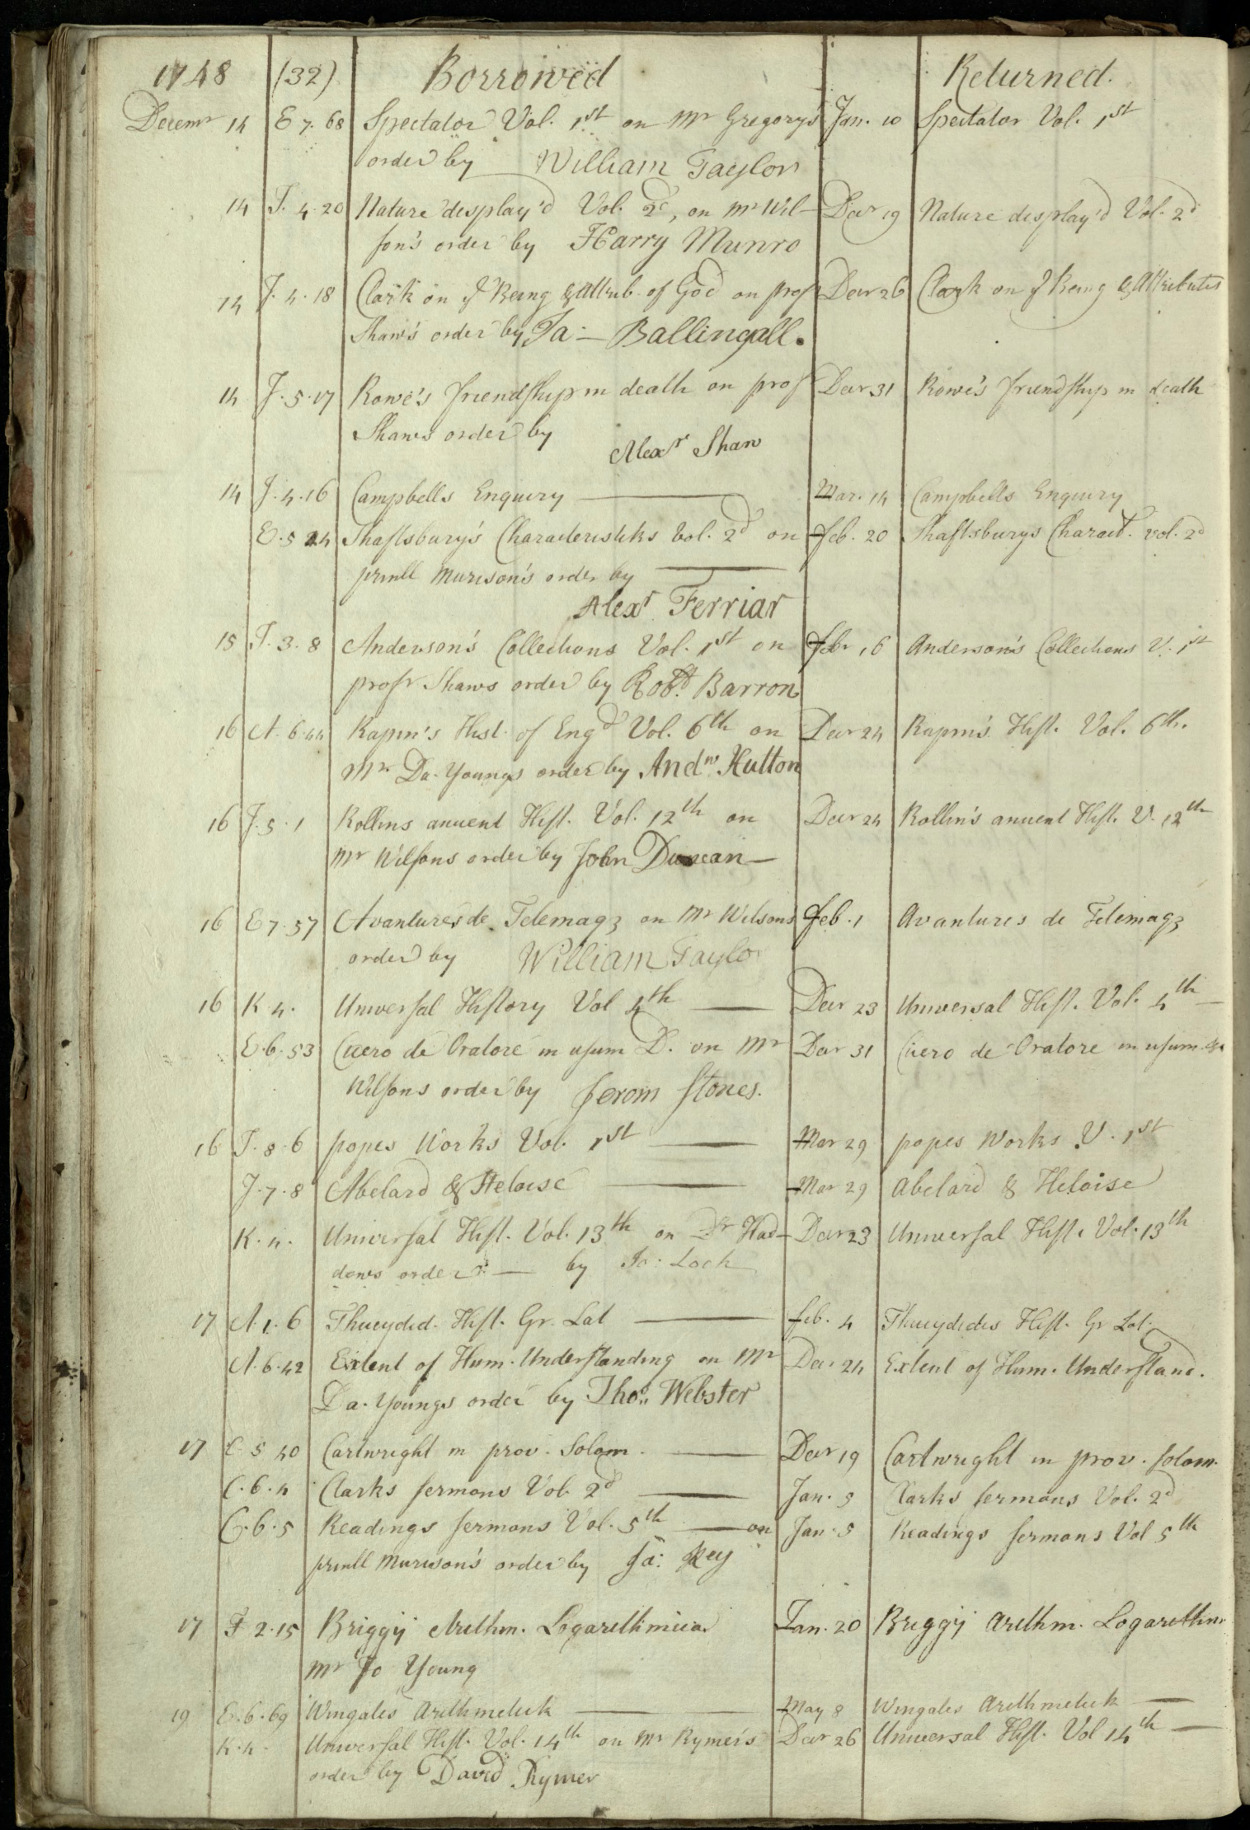 1748 (32) Borrowed Returned.
Decemr 14 E 7. 68 Spectator Vol. 1st on Mr Gregory's Jan. 10 Spectator Vol. 1st
order by William Taylor
14 J. 4. 20 Nature display'd Vol. 2d, on Mr Wil- Decr 19 Nature display'd Vol. 2d
son's order by Harry Munro
14 J. 4. 18 Clark on ye Being & Attrib. of God on profr Decr 26 Clark on ye Being & Attributes
Shaw's order by Ja: Ballingall.
14 J. 5. 17 Rowe's friendship in death on prof Decr 31 Rowe's friendship in death
Shaws order by
Alexr Shaw
14 J. 4. 16 Campbells Enquiry Mar. 14 Campbells Enquiry
E. 5 24 Shaftsbury's Characteristiks Vol. 2d on feb. 20 Shaftsburys Charact. vol. 2d
prinll Murison's order by
Alexr Ferriar
15 J. 3. 8 Anderson's Collections Vol. 1st on febr 16 Anderson's Collections V. 1st
profr Shaws order by Robt. Barron
16 A. 6. 44 Rapin's Hist. of Engd Vol. 6th on Decr 24 Rapin's Hist. Vol. 6th.
Mr Da. Youngs order by Andw. Hutton
16 J. 5. 1 Rollins antient Hist. Vol. 12th on Decr 24 Rollin's antient Hist. V. 12th
Mr Wilsons order by John Duncan
16 E 7. 57 Avantures de Telemaq3 on Mr Wilsons feb. 1 Avantures de Telemaq3
order by William Taylor
16 K. 4. Universal History Vol 4th Decr 23 Universal Hist. Vol. 4th
E. 6. 53 Cicero de Oratore in usum D. on Mr Decr 31 Cicero de Oratore in usum &c
Wilsons order by Jerom Stones.
16 J. 8. 6 popes Works Vol. 1st Mar 29 popes Works V. 1st
J. 7. 8 Abelard & Heloise Mar 29 Abelard & Heloise
K. 4. Universal Hist. Vol. 13th on Dr Had- Decr 23 Universal Hist. Vol. 13th
dows order by Jo: Loch
17 A. 1. 6 Thucydid. Hist. Gr. Lat feb. 4 Thucydides Hist. Gr Lat.
A. 6. 42 Extent of Hum. Understanding on Mr Decr 24 Extent of Hum. Understand.
Da. Youngs order by Thos. Webster
17 C 5 40 Cartwright in prov. Solom. Decr 19 Cartwright in prov. solom.
C. 6. 4 Clarks sermons Vol. 2d Jan. 5 Clarks sermons Vol. 2d
C. 6. 5 Readings sermons Vol. 5th on Jan. 5 Readings sermons Vol 5th
prinll Murison's order by Ja: Key
17 F 2. 15 Briggij Arithm. Logarithmica. Jan. 20 Briggij Arithm. Logarithm
Mr Jo Young
19 E. 6. 69 Wingates Arithmetick May 8 Wingates Arithmetick
K. 4. Universal Hist. Vol. 14th on Mr Rymer's Decr 26 Universal Hist. Vol 14th
order by David Rymer